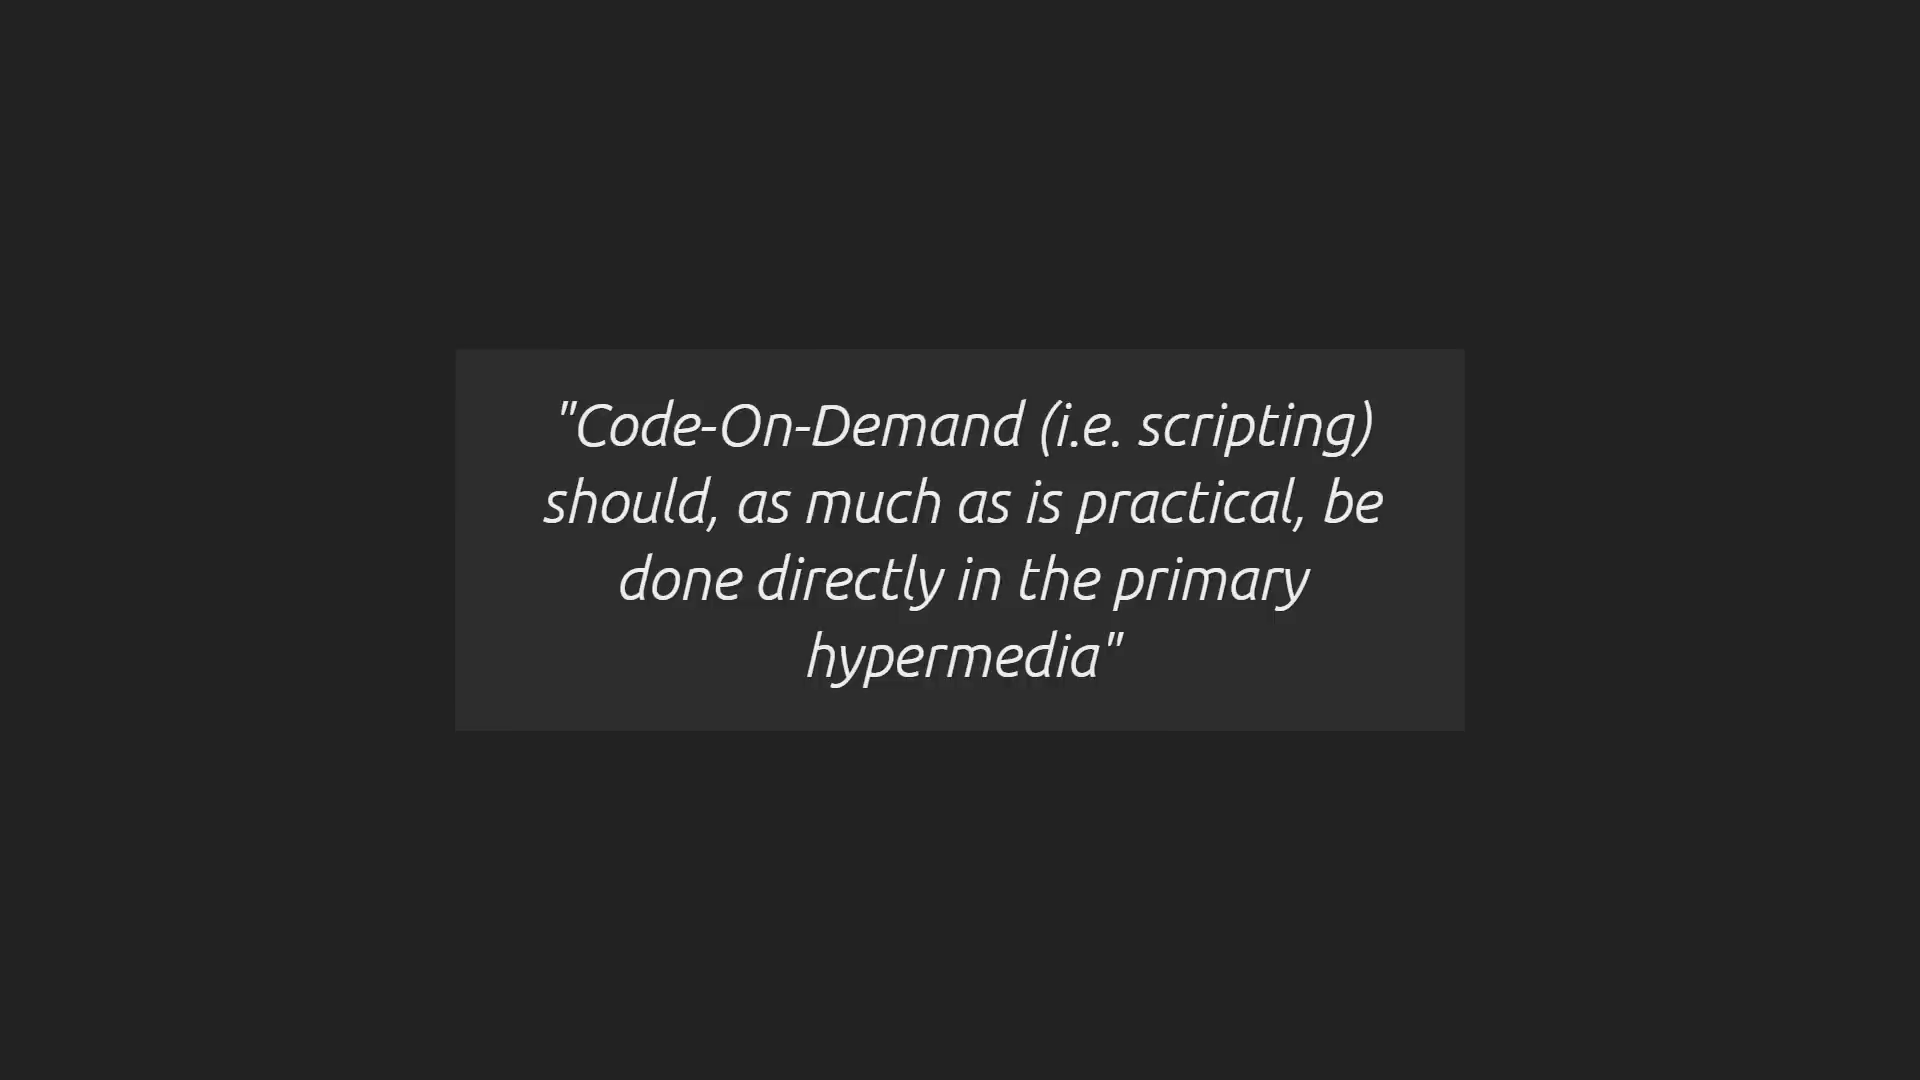 "Code-On-Demand (i.e. scripting)
should, as much as is practical, be
done directly in the primary
hypermedia"